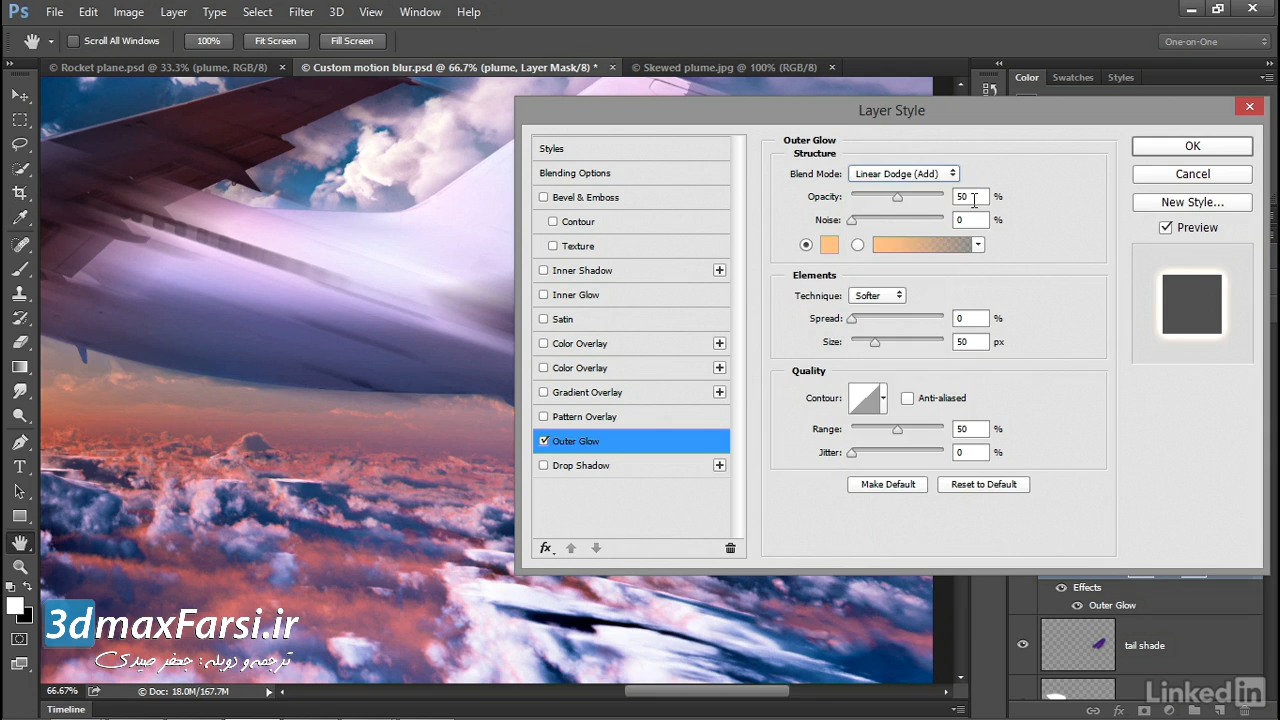 Ps File Edit Image Layer Type Select Filter 3D View Window Help
Scroll All Windows 100% Fit Screen Fill Screen One-on-One
Rocket plane.psd @ 33.3% (plume, RGB/8) × Custom motion blur.psd @ 66.7% (plume, Layer Mask/8) * × Skewed plume.jpg @ 100% (RGB/8) ×
Color Swatches Styles
Layer Style
Styles
Blending Options
Bevel & Emboss
Contour
Texture
Inner Shadow
Inner Glow
Satin
Color Overlay
Color Overlay
Gradient Overlay
Pattern Overlay
Outer Glow
Drop Shadow
fx
Outer Glow
Structure
Blend Mode: Linear Dodge (Add)
Opacity: 50 %
Noise: 0 %
Elements
Technique: Softer
Spread: 0 %
Size: 50 px
Quality
Contour: Anti-aliased
Range: 50 %
Jitter: 0 %
Make Default Reset to Default
OK
Cancel
New Style...
Preview
Effects
Outer Glow
tail shade
3dmaxFarsi.ir
ترجمه و دوبله: جعفر صیدی
66.67% Doc: 18.0M/167.7M
Timeline
Linked in
fx